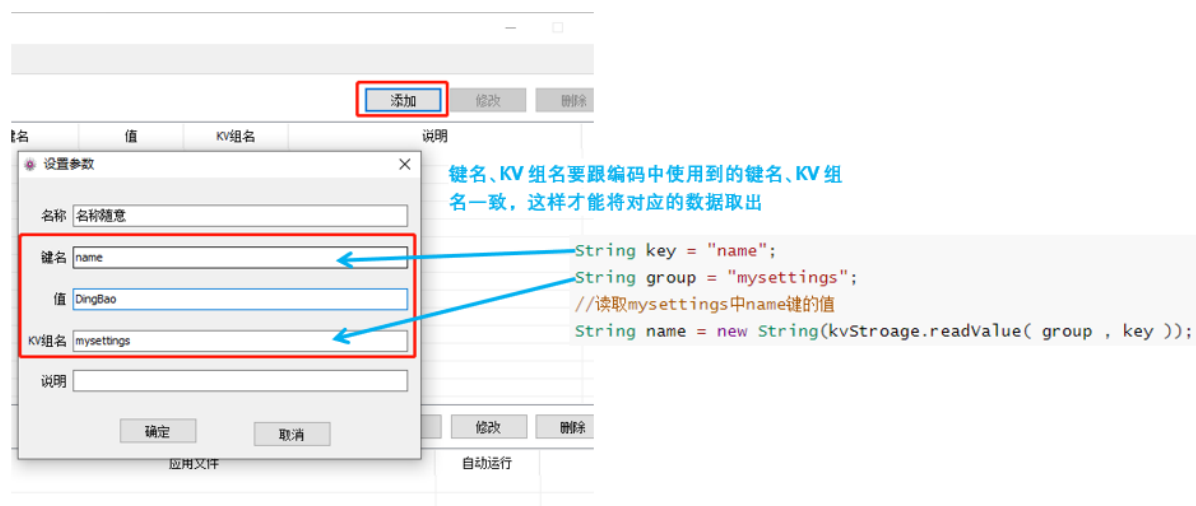 添加
修改
删除
键名
值
KV组名
说明
设置参数
名称
名称随意
键名
name
值
DingBao
KV组名
mysettings
说明
确定
取消
修改
删除
应用文件
自动运行
键名、KV 组名要跟编码中使用到的键名、KV 组
名一致，这样才能将对应的数据取出
String key = "name";
String group = "mysettings";
//读取mysettings中name键的值
String name = new String(kvStroage.readValue( group , key ));